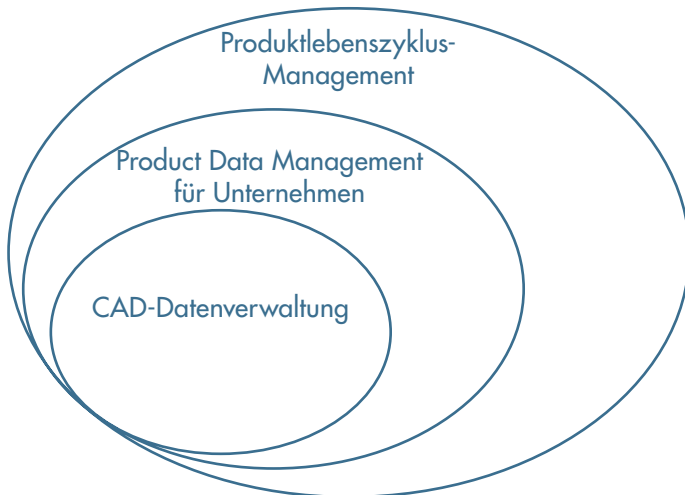 Produktlebenszyklus-
Management
Product Data Management
für Unternehmen
CAD-Datenverwaltung